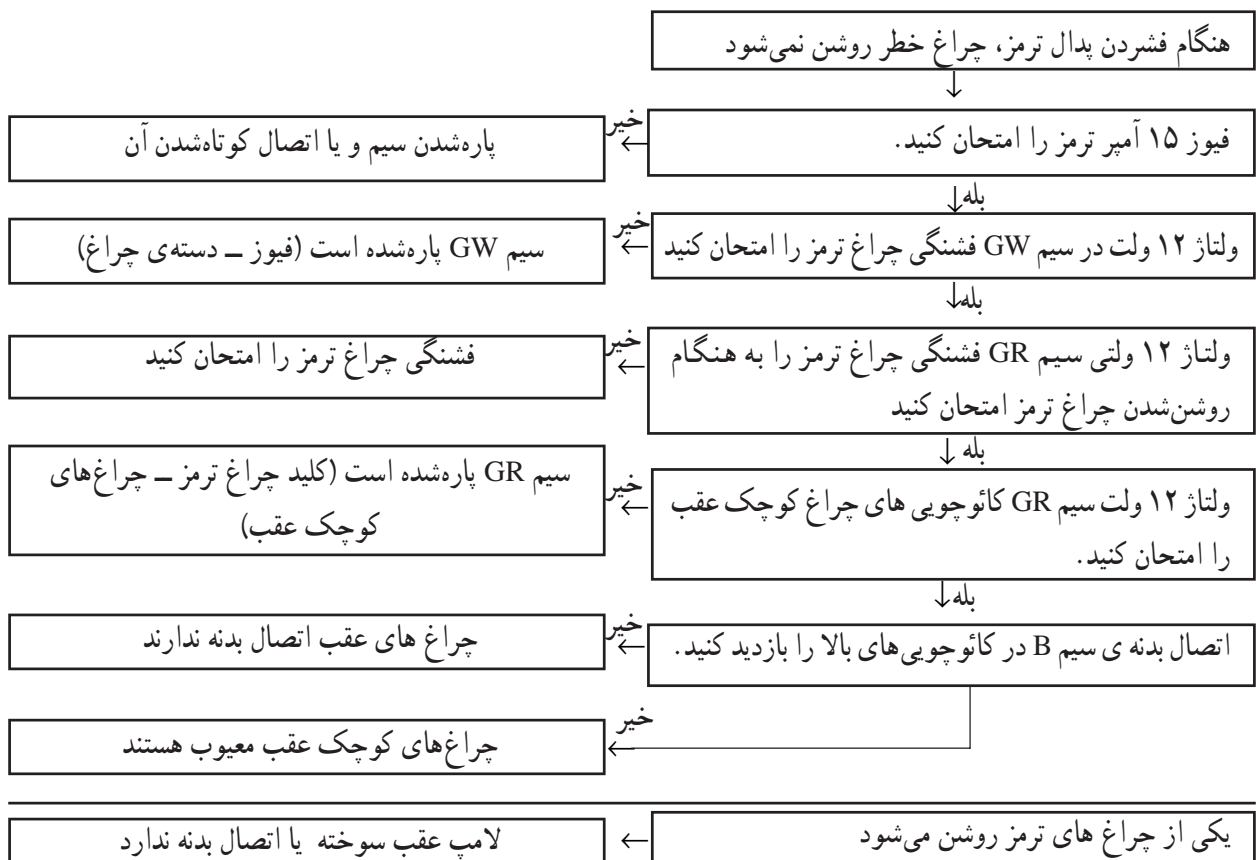 هنگام فشردن پدال ترمز، چراغ خطر روشن نمی‌شود
↓
فیوز ۱۵ آمپر ترمز را امتحان کنید.
خیر
←
پاره‌شدن سیم و یا اتصال کوتاه‌شدن آن
بله↓
ولتاژ ۱۲ ولت در سیم GW فشنگی چراغ ترمز را امتحان کنید
خیر
←
سیم GW پاره‌شده است (فیوز ــ دسته‌ی چراغ)
بله↓
ولتاژ ۱۲ ولتی سیم GR فشنگی چراغ ترمز را به هنگام
روشن‌شدن چراغ ترمز امتحان کنید
خیر
←
فشنگی چراغ ترمز را امتحان کنید
بله ↓
ولتاژ ۱۲ ولت سیم GR کائوچویی های چراغ کوچک عقب
را امتحان کنید.
خیر
←
سیم GR پاره‌شده است (کلید چراغ ترمز ــ چراغ‌های
کوچک عقب)
بله↓
اتصال بدنه ی سیم B در کائوچویی‌های بالا را بازدید کنید.
خیر
←
چراغ های عقب اتصال بدنه ندارند
خیر
←
چراغ‌های کوچک عقب معیوب هستند
یکی از چراغ های ترمز روشن می‌شود
←
لامپ عقب سوخته یا اتصال بدنه ندارد